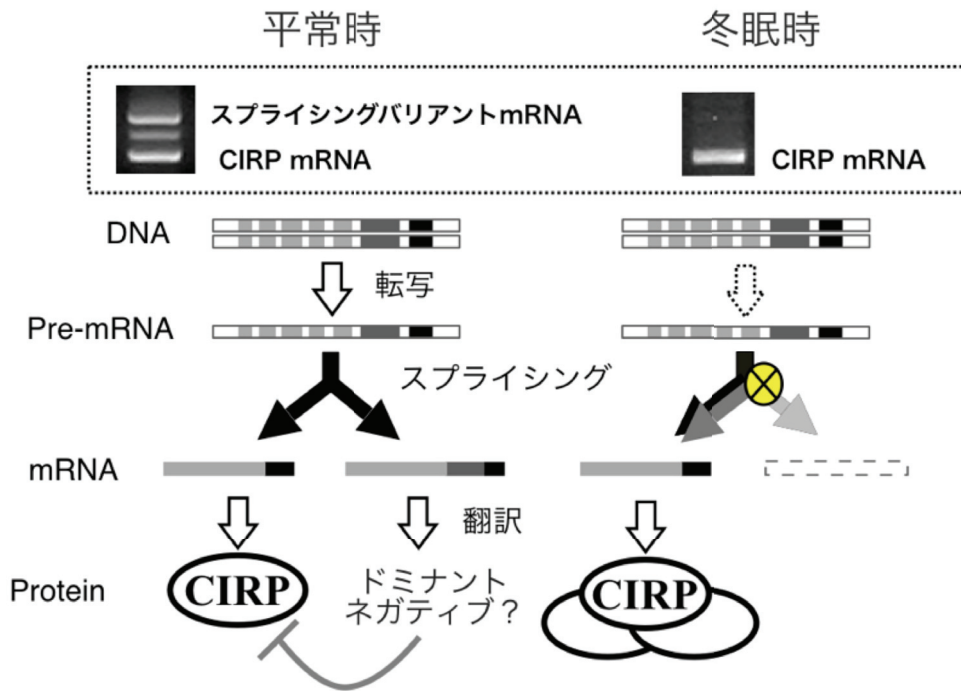 平常時
冬眠時
スプライシングバリアントmRNA
CIRP mRNA
CIRP mRNA
DNA
転写
Pre-mRNA
スプライシング
mRNA
翻訳
Protein
CIRP
ドミナント
ネガティブ？
CIRP